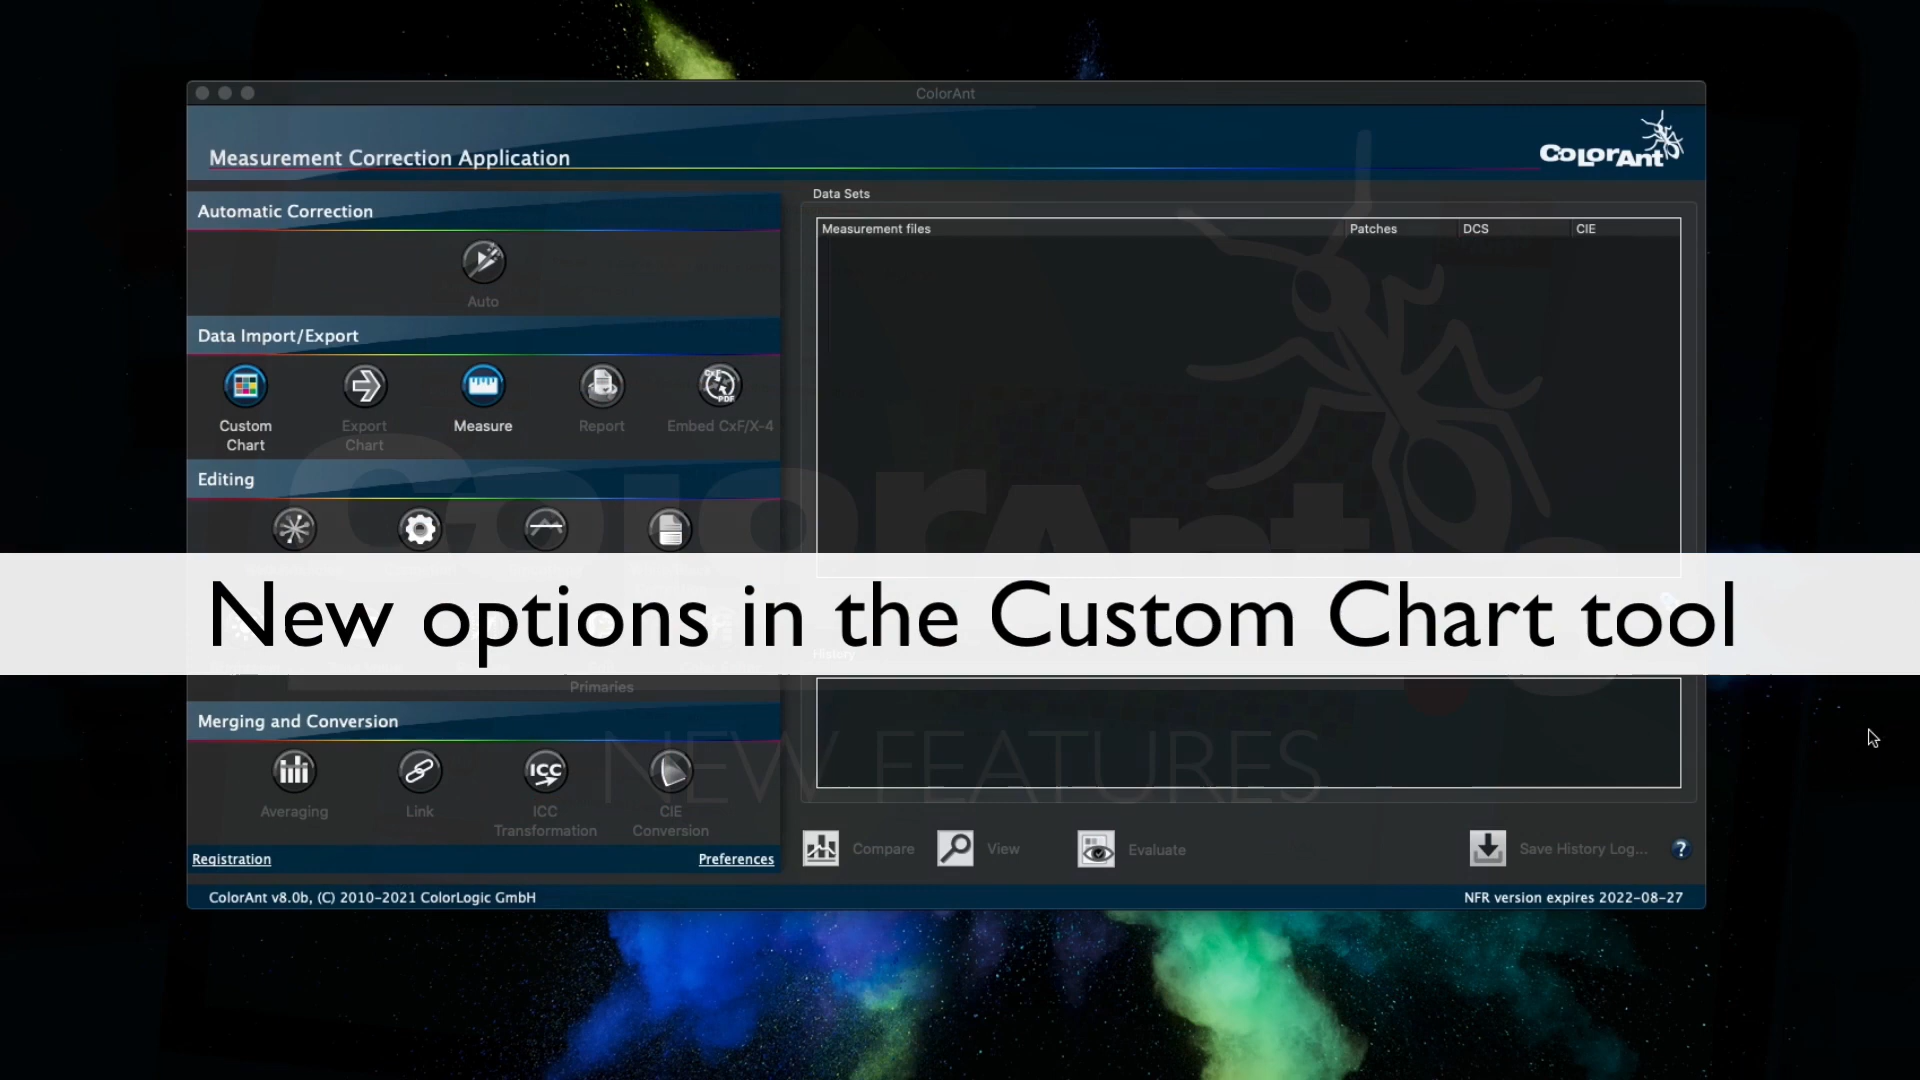 ColorAnt
Measurement Correction Application
ColorAnt
Automatic Correction
Auto
Data Import/Export
Custom
Chart
Export
Chart
Measure
Report
Embed CxF/X-4
Editing
Data Sets
Measurement files
Patches
DCS
CIE
ColorAnt 8
New options in the Custom Chart tool
History
Primaries
Merging and Conversion
NEW FEATURES
Averaging
Link
ICC
Transformation
CIE
Conversion
Registration
Preferences
Compare
View
Evaluate
Save History Log...
?
ColorAnt v8.0b, (C) 2010-2021 ColorLogic GmbH
NFR version expires 2022-08-27